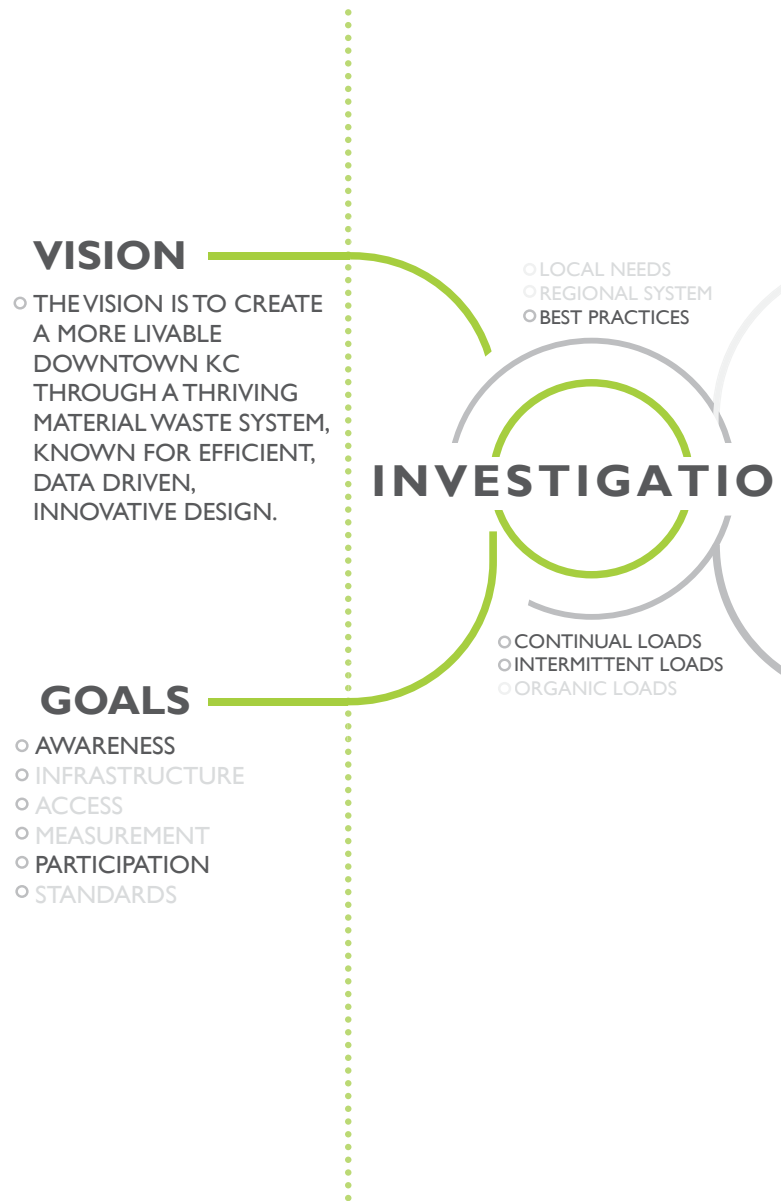 VISION
THE VISION IS TO CREATE
A MORE LIVABLE
DOWNTOWN KC
THROUGH A THRIVING
MATERIAL WASTE SYSTEM,
KNOWN FOR EFFICIENT,
DATA DRIVEN,
INNOVATIVE DESIGN.
GOALS
AWARENESS
INFRASTRUCTURE
ACCESS
MEASUREMENT
PARTICIPATION
STANDARDS
LOCAL NEEDS
REGIONAL SYSTEM
BEST PRACTICES
INVESTIGATIO
CONTINUAL LOADS
INTERMITTENT LOADS
ORGANIC LOADS